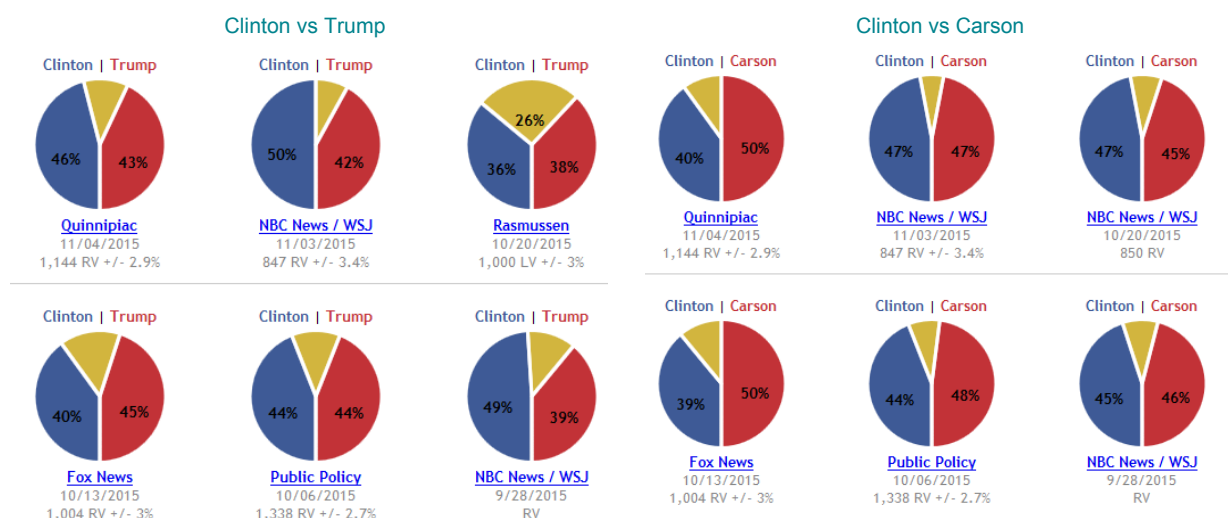 Clinton vs Trump
Clinton | Trump
46%
43%
Quinnipiac
11/04/2015
1,144 RV +/- 2.9%
Clinton | Trump
50%
42%
NBC News / WSJ
11/03/2015
847 RV +/- 3.4%
Clinton | Trump
26%
36%
38%
Rasmussen
10/20/2015
1,000 LV +/- 3%
Clinton | Trump
40%
45%
Fox News
10/13/2015
1,004 RV +/- 3%
Clinton | Trump
44%
44%
Public Policy
10/06/2015
1,338 RV +/- 2.7%
Clinton | Trump
49%
39%
NBC News / WSJ
9/28/2015
RV
Clinton vs Carson
Clinton | Carson
40%
50%
Quinnipiac
11/04/2015
1,144 RV +/- 2.9%
Clinton | Carson
47%
47%
NBC News / WSJ
11/03/2015
847 RV +/- 3.4%
Clinton | Carson
47%
45%
NBC News / WSJ
10/20/2015
850 RV
Clinton | Carson
39%
50%
Fox News
10/13/2015
1,004 RV +/- 3%
Clinton | Carson
44%
48%
Public Policy
10/06/2015
1,338 RV +/- 2.7%
Clinton | Carson
45%
46%
NBC News / WSJ
9/28/2015
RV